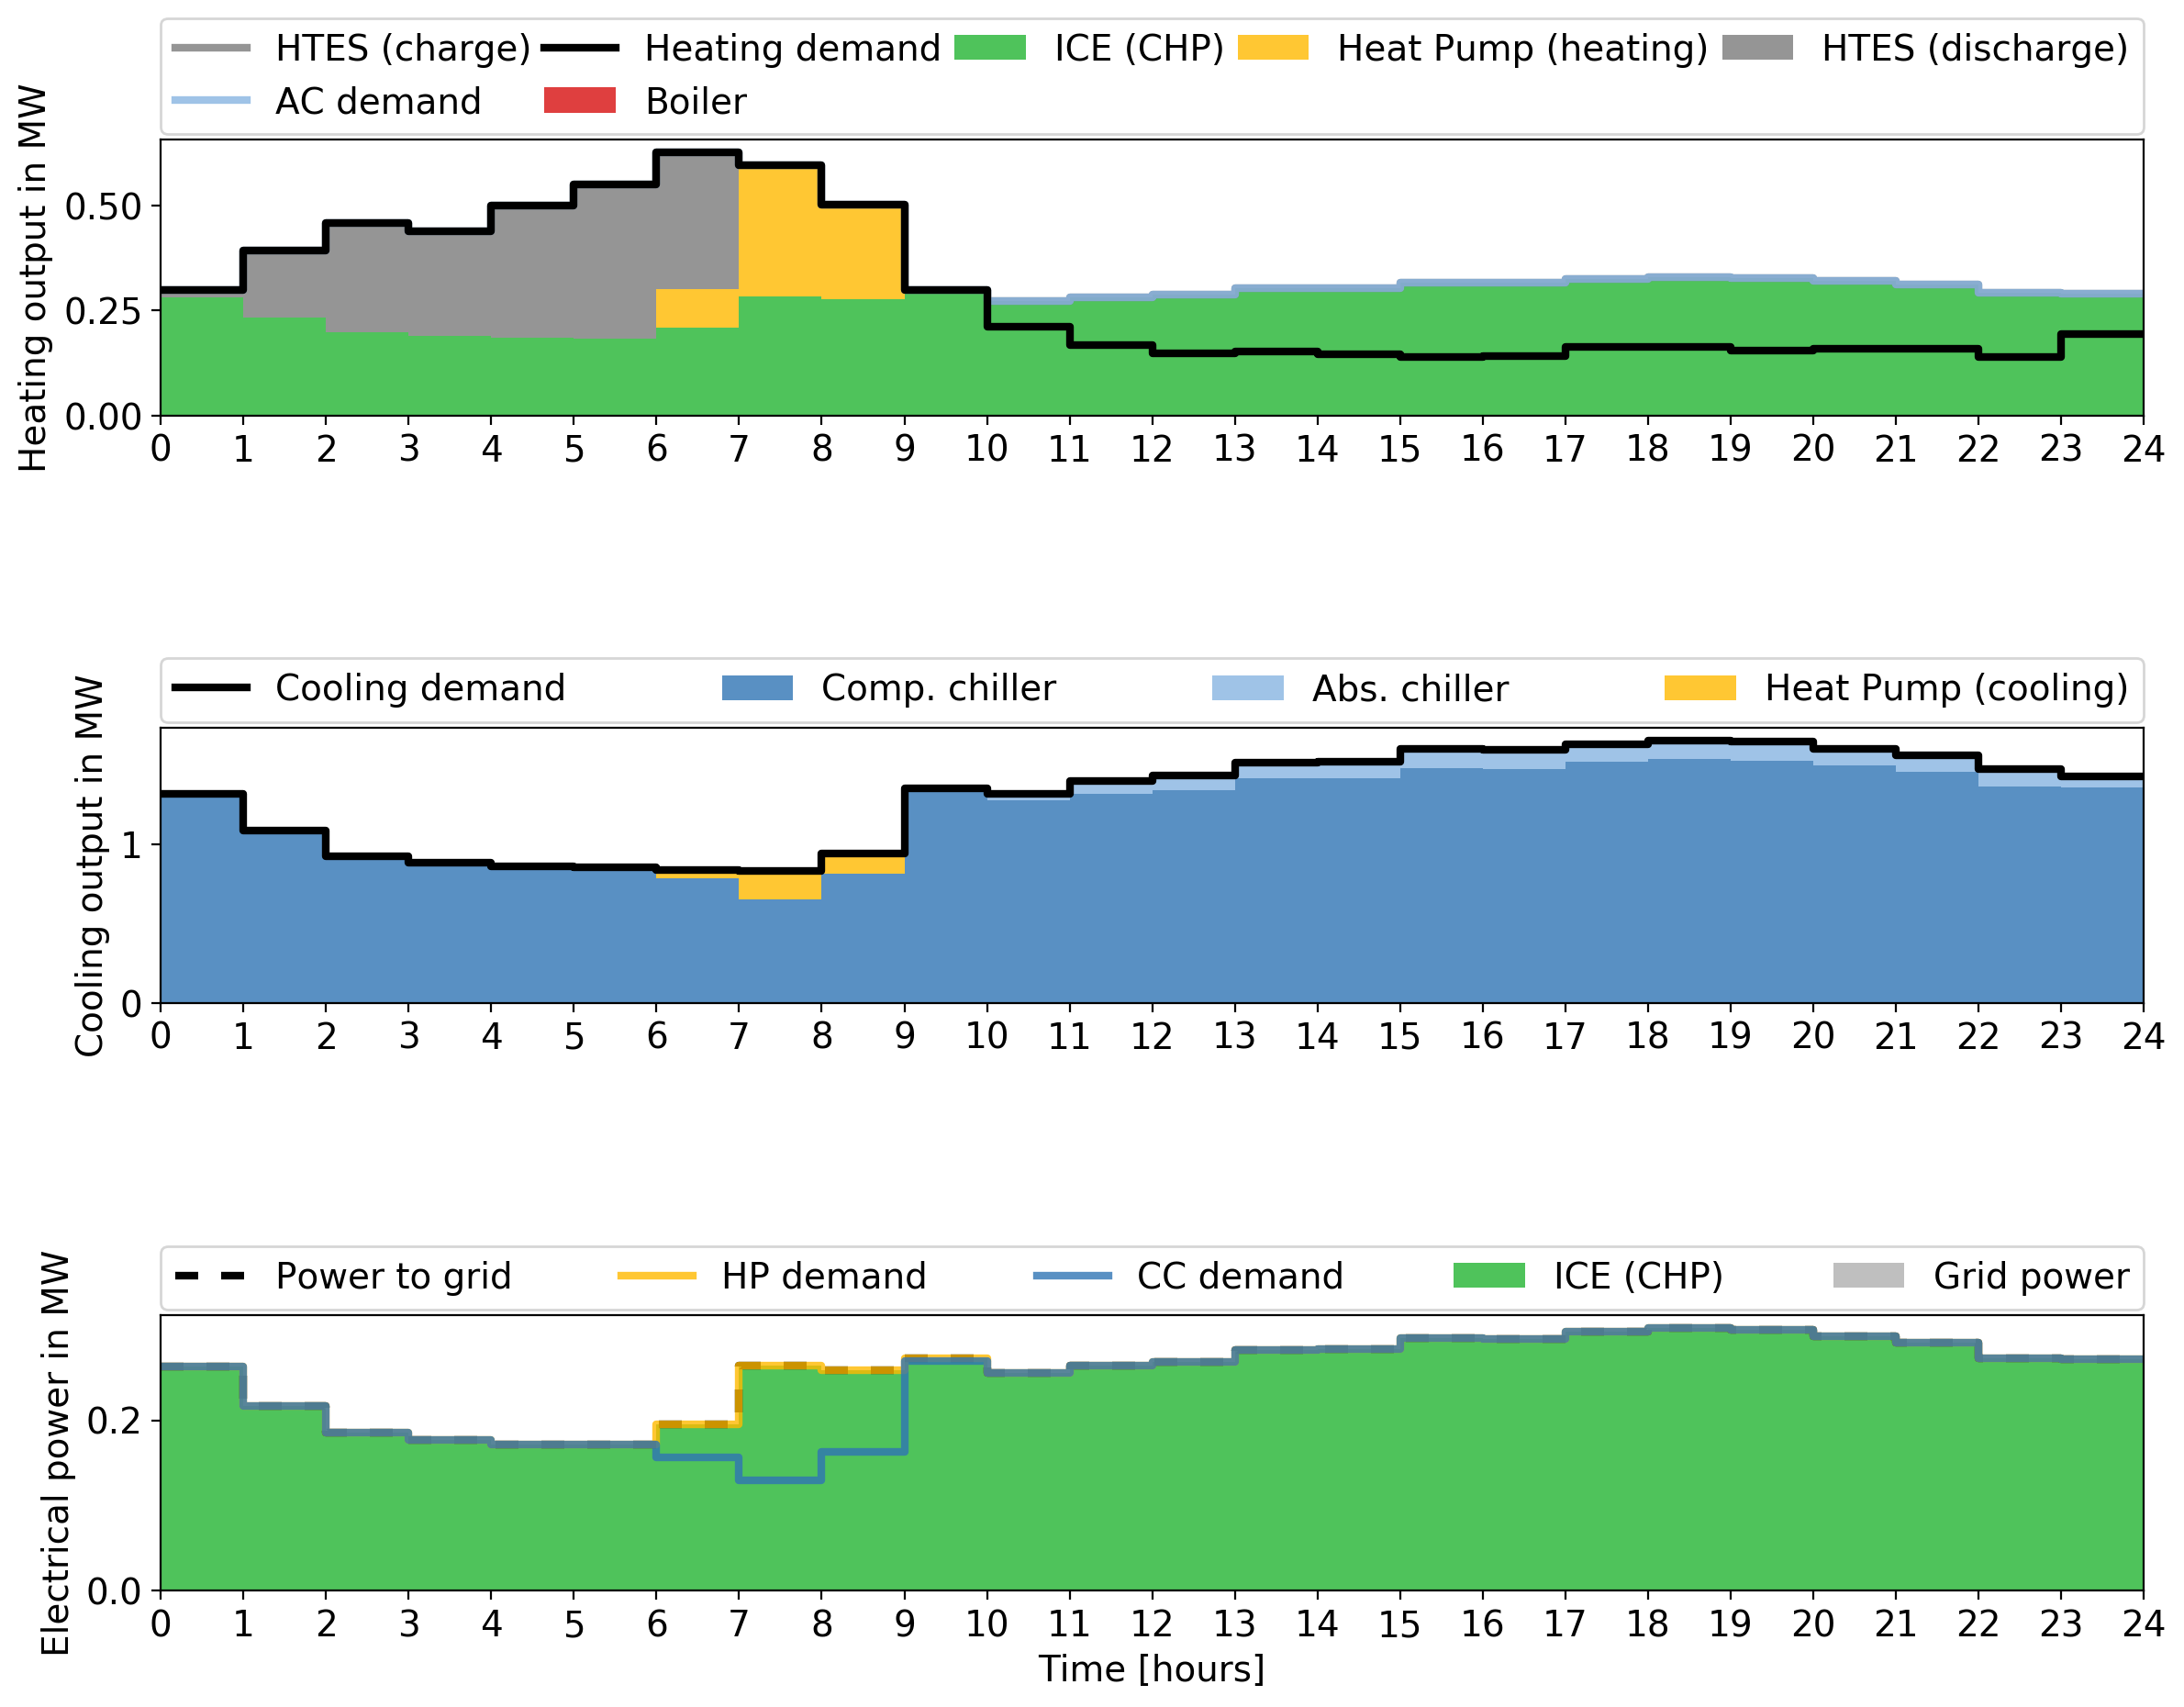 HTES (charge) Heating demand ICE (CHP) Heat Pump (heating) HTES (discharge)
AC demand Boiler
Heating output in MW
0.50
0.25
0.00
0 1 2 3 4 5 6 7 8 9 10 11 12 13 14 15 16 17 18 19 20 21 22 23 24
Cooling demand Comp. chiller Abs. chiller Heat Pump (cooling)
Cooling output in MW
1
0
0 1 2 3 4 5 6 7 8 9 10 11 12 13 14 15 16 17 18 19 20 21 22 23 24
Power to grid HP demand CC demand ICE (CHP) Grid power
Electrical power in MW
0.2
0.0
0 1 2 3 4 5 6 7 8 9 10 11 12 13 14 15 16 17 18 19 20 21 22 23 24
Time [hours]